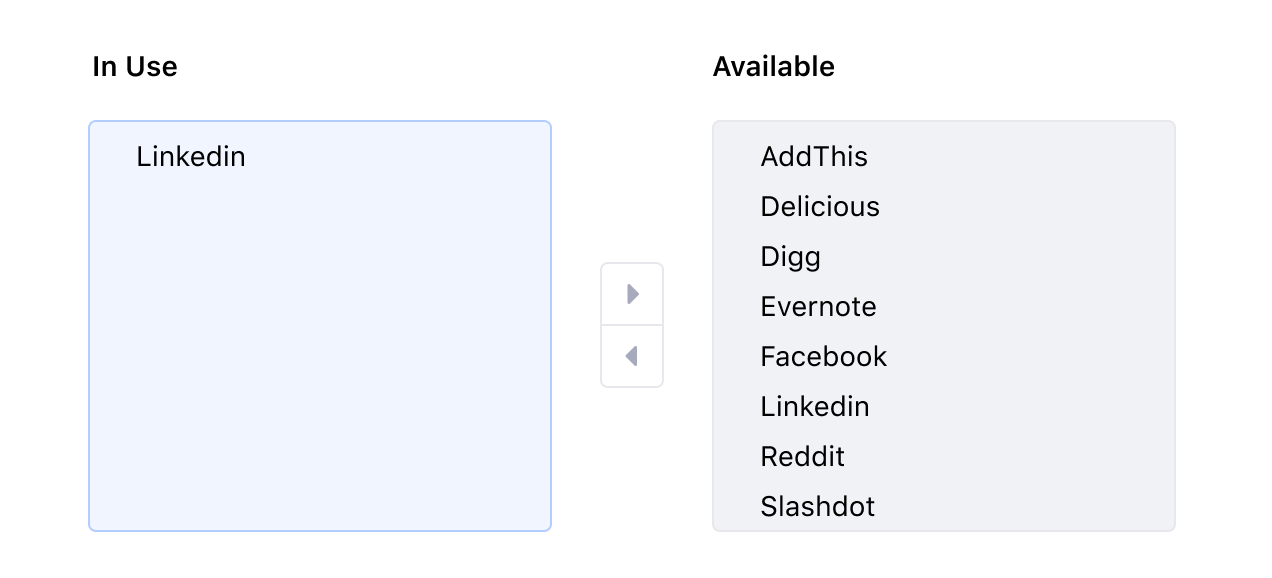 In Use
Linkedin
Available
AddThis
Delicious
Digg
Evernote
Facebook
Linkedin
Reddit
Slashdot